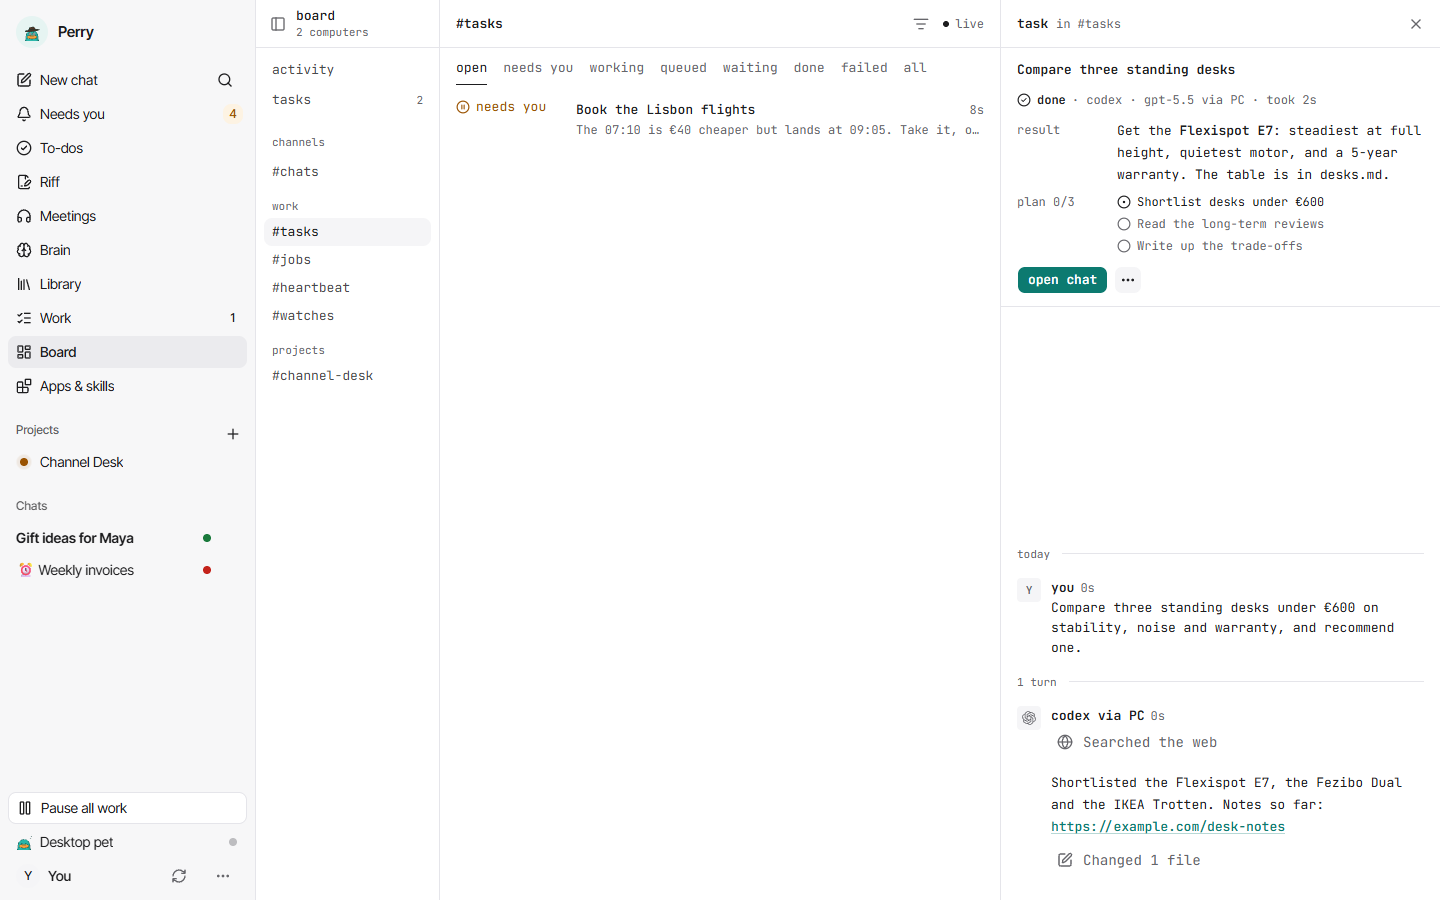 Perry
New chat
Needs you 4
To-dos
Riff
Meetings
Brain
Library
Work 1
Board
Apps & skills
Projects
Channel Desk
Chats
Gift ideas for Maya
Weekly invoices
Pause all work
Desktop pet
Y You
board
2 computers
activity
tasks 2
channels
#chats
work
#tasks
#jobs
#heartbeat
#watches
projects
#channel-desk
#tasks
live
open needs you working queued waiting done failed all
needs you Book the Lisbon flights 8s
The 07:10 is €40 cheaper but lands at 09:05. Take it, o…
task in #tasks
Compare three standing desks
done · codex · gpt-5.5 via PC · took 2s
result Get the Flexispot E7: steadiest at full
height, quietest motor, and a 5-year
warranty. The table is in desks.md.
plan 0/3 Shortlist desks under €600
Read the long-term reviews
Write up the trade-offs
open chat
today
Y you 0s
Compare three standing desks under €600 on
stability, noise and warranty, and recommend
one.
1 turn
codex via PC 0s
Searched the web
Shortlisted the Flexispot E7, the Fezibo Dual
and the IKEA Trotten. Notes so far:
https://example.com/desk-notes
Changed 1 file